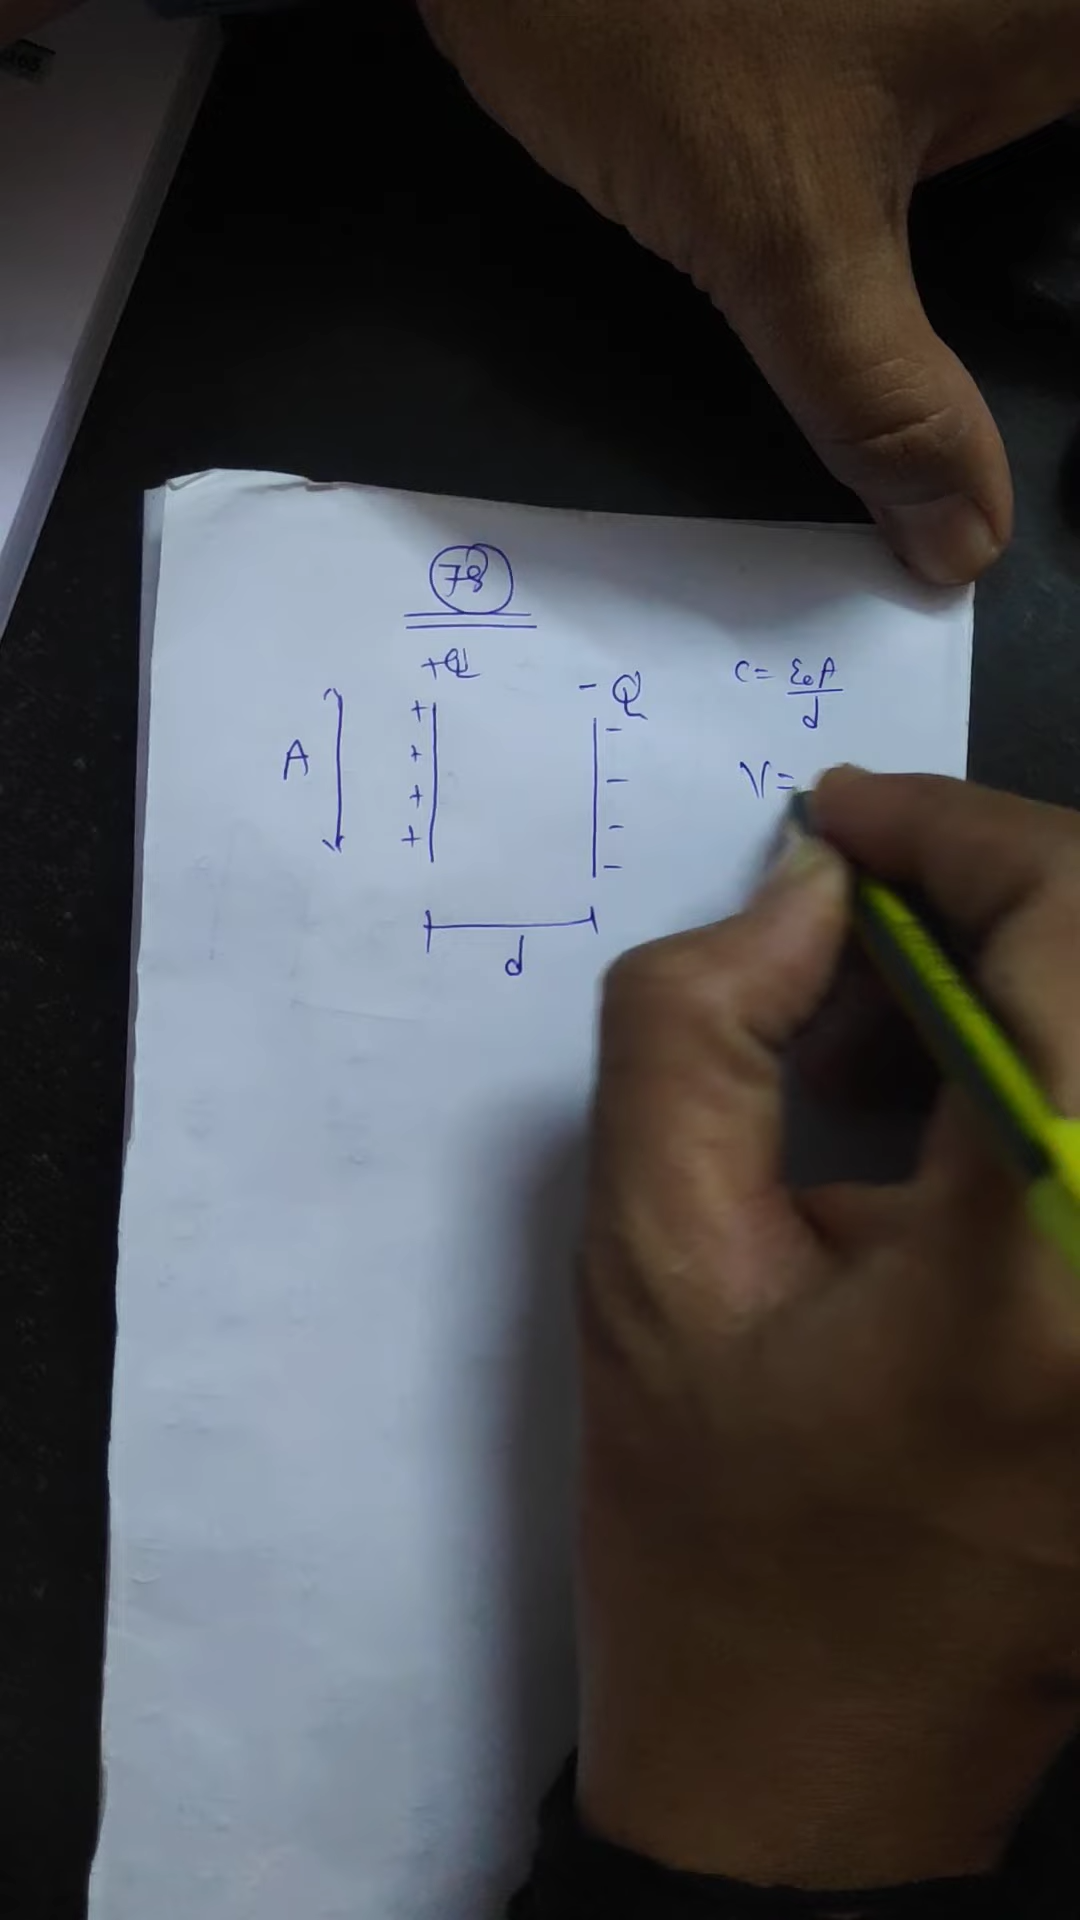 78
+Q
- Q
C = ε₀A
d
+
+
+
+
A
-
-
-
-
V =
d